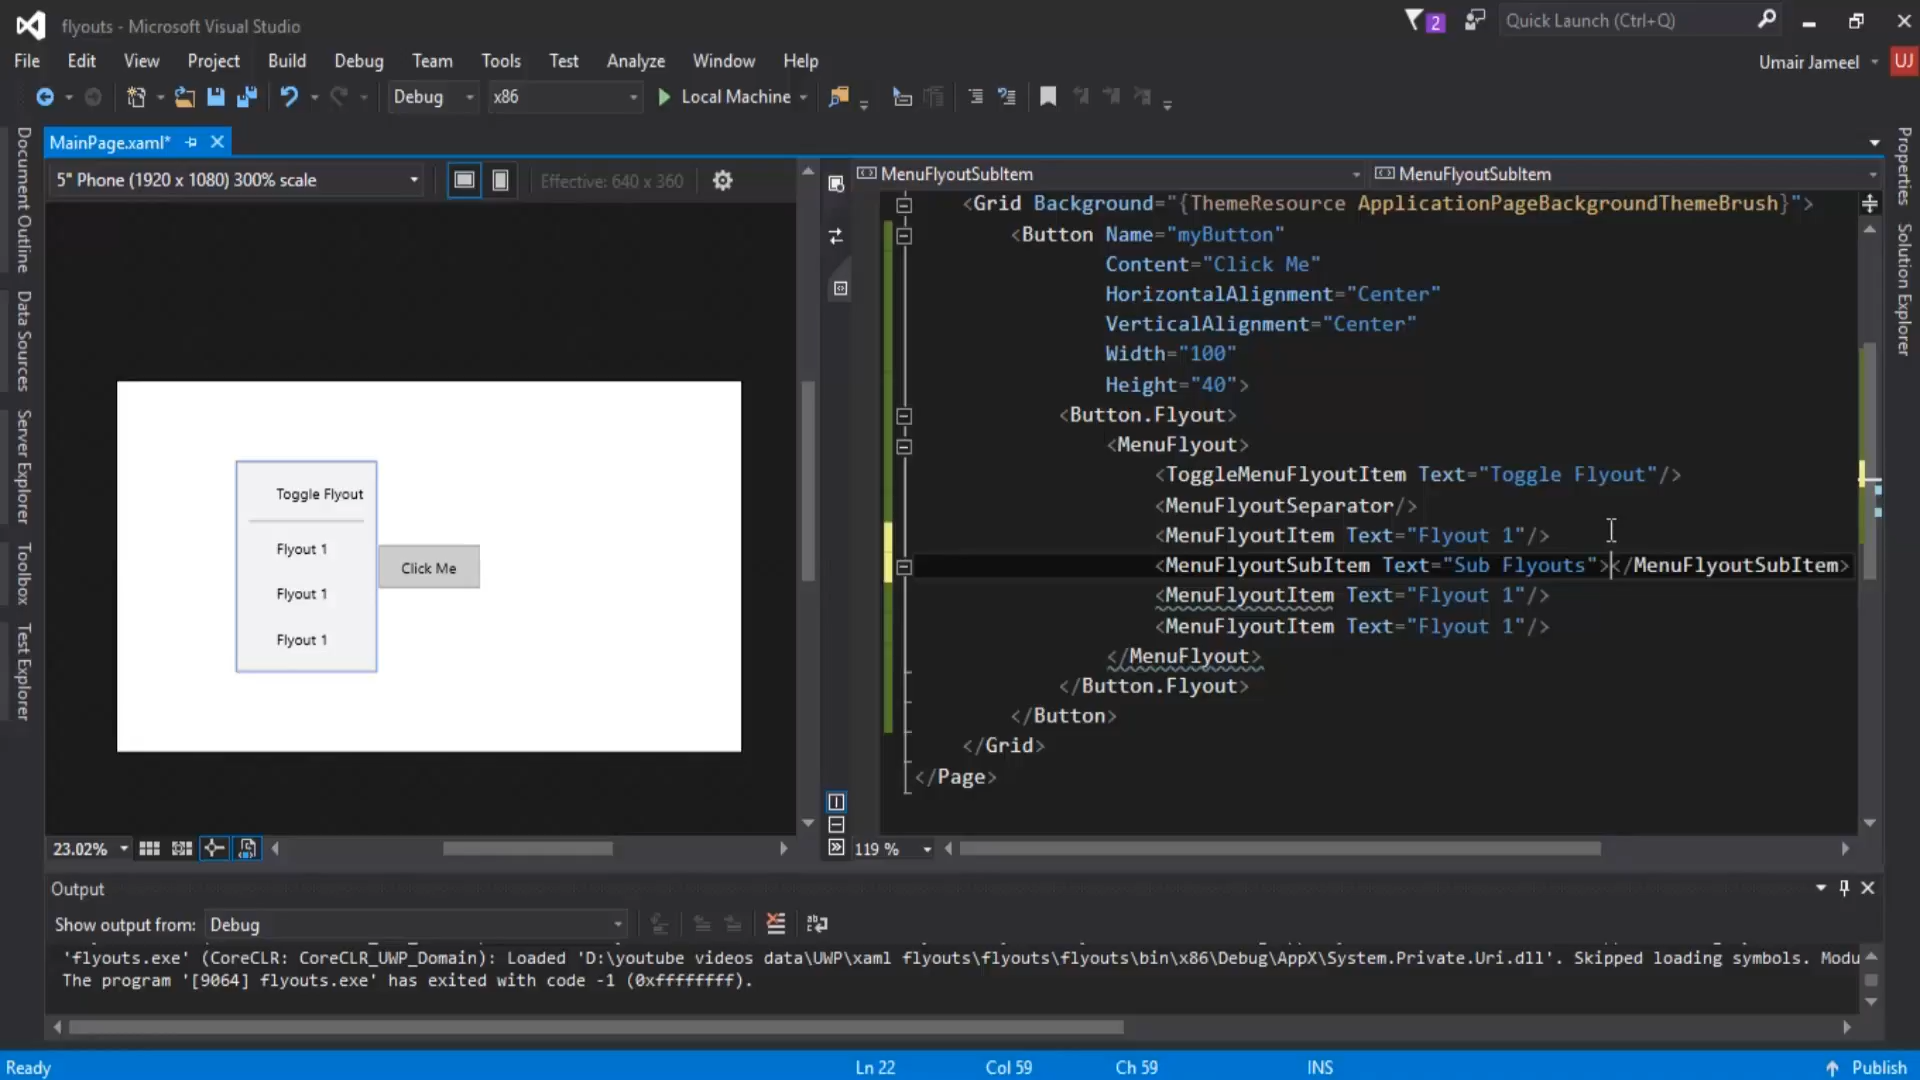 flyouts - Microsoft Visual Studio
2
Quick Launch (Ctrl+Q)
File Edit View Project Build Debug Team Tools Test Analyze Window Help
Umair Jameel
UJ
Debug
x86
Local Machine
Document Outline
Data Sources
Server Explorer
Toolbox
Test Explorer
MainPage.xaml*
5" Phone (1920 x 1080) 300% scale
Effective: 640 x 360
Toggle Flyout
Flyout 1
Flyout 1
Flyout 1
Click Me
23.02%
MenuFlyoutSubItem
MenuFlyoutSubItem
<Grid Background="{ThemeResource ApplicationPageBackgroundThemeBrush}">
<Button Name="myButton"
Content="Click Me"
HorizontalAlignment="Center"
VerticalAlignment="Center"
Width="100"
Height="40">
<Button.Flyout>
<MenuFlyout>
<ToggleMenuFlyoutItem Text="Toggle Flyout"/>
<MenuFlyoutSeparator/>
<MenuFlyoutItem Text="Flyout 1"/>
<MenuFlyoutSubItem Text="Sub Flyouts"></MenuFlyoutSubItem>
<MenuFlyoutItem Text="Flyout 1"/>
<MenuFlyoutItem Text="Flyout 1"/>
</MenuFlyout>
</Button.Flyout>
</Button>
</Grid>
</Page>
119 %
Properties
Solution Explorer
Output
Show output from: Debug
'flyouts.exe' (CoreCLR: CoreCLR_UWP_Domain): Loaded 'D:\youtube videos data\UWP\xaml flyouts\flyouts\flyouts\bin\x86\Debug\AppX\System.Private.Uri.dll'. Skipped loading symbols. Modu
The program '[9064] flyouts.exe' has exited with code -1 (0xffffffff).
Ready
Ln 22
Col 59
Ch 59
INS
Publish